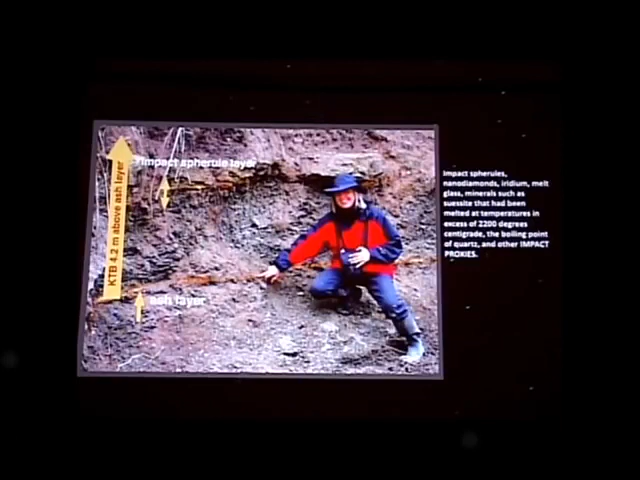 impact spherule layer
KTB 4.2 m above ash layer
ash layer
Impact spherules,
nanodiamonds, iridium, melt
glass, minerals such as
suessite that had been
melted at temperatures in
excess of 2200 degrees
centigrade, the boiling point
of quartz, and other IMPACT
PROXIES.